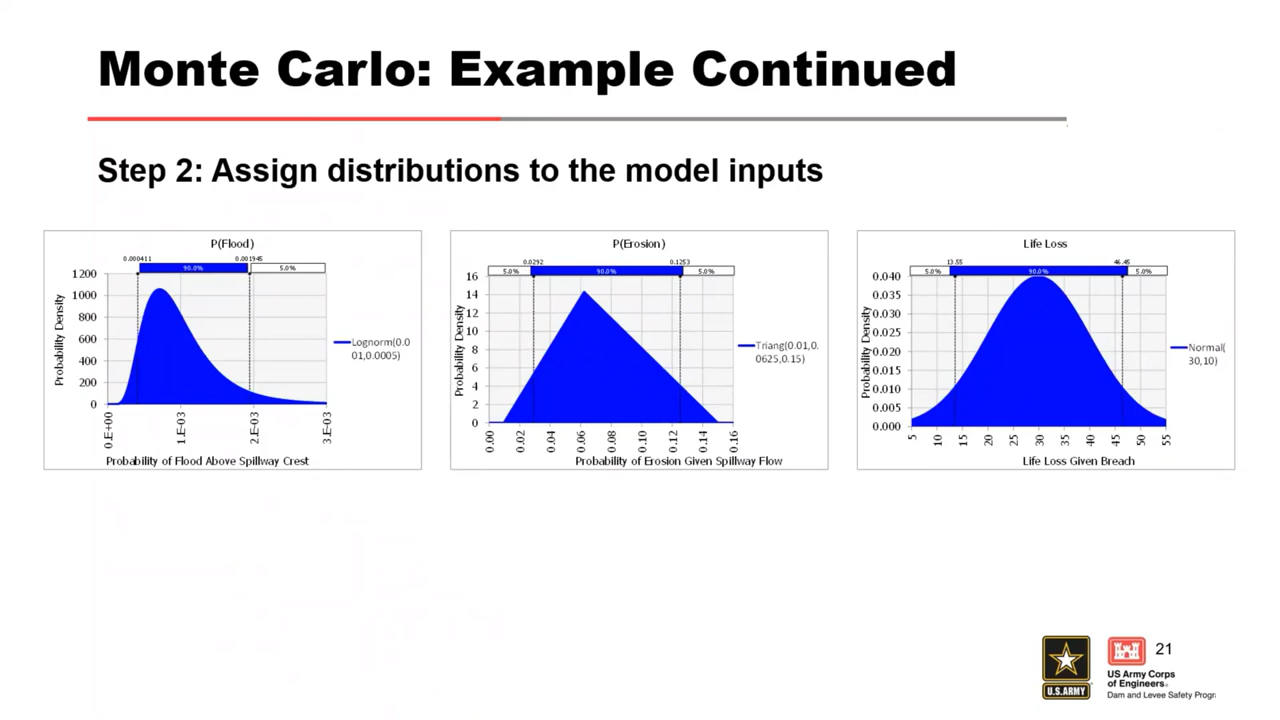 Monte Carlo: Example Continued
Step 2: Assign distributions to the model inputs
P(Flood)
0.000411 0.001945
90.0% 5.0%
1200
1000
800
600
400
200
0
Probability Density
0.E+00 1.E-03 2.E-03 3.E-03
Probability of Flood Above Spillway Crest
Lognorm(0.0
01,0.0005)
P(Erosion)
0.0292 0.1253
5.0% 90.0% 5.0%
16
14
12
10
8
6
4
2
0
Probability Density
0.00 0.02 0.04 0.06 0.08 0.10 0.12 0.14 0.16
Probability of Erosion Given Spillway Flow
Triang(0.01,0.
0625,0.15)
Life Loss
13.55 46.45
5.0% 90.0% 5.0%
0.040
0.035
0.030
0.025
0.020
0.015
0.010
0.005
0.000
Probability Density
5 10 15 20 25 30 35 40 45 50 55
Life Loss Given Breach
Normal(
30,10)
U.S.ARMY
21
US Army Corps
of Engineers®
Dam and Levee Safety Progr